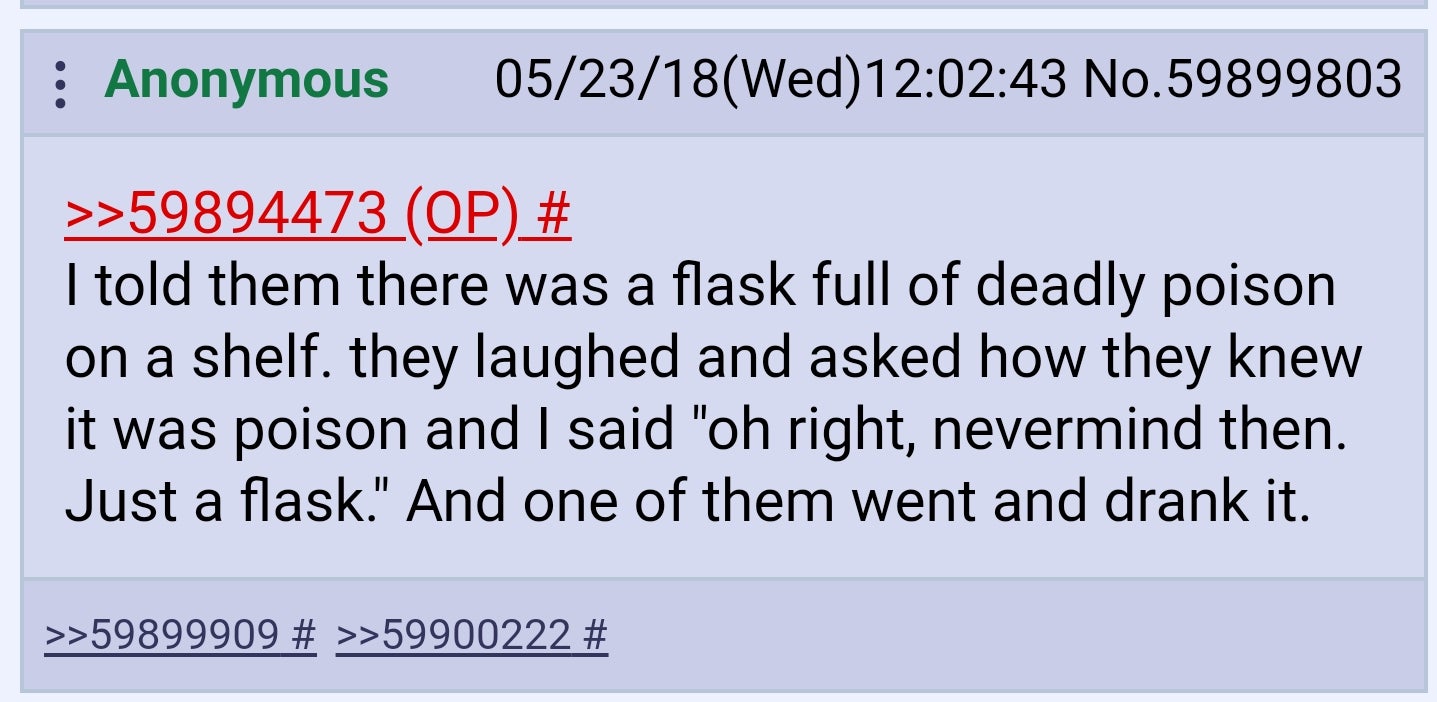 Anonymous 05/23/18(Wed)12:02:43 No.59899803
>>59894473 (OP) #
I told them there was a flask full of deadly poison
on a shelf. they laughed and asked how they knew
it was poison and I said "oh right, nevermind then.
Just a flask." And one of them went and drank it.
>>59899909 # >>59900222 #